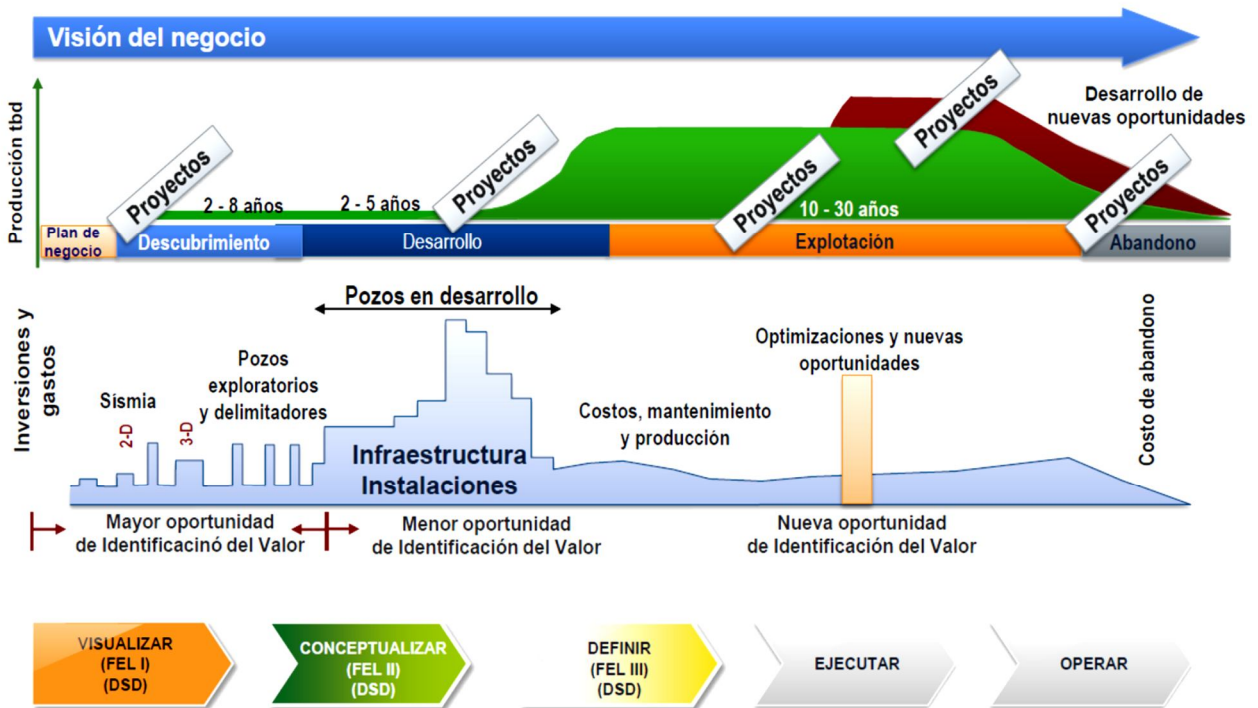 Visión del negocio
Producción tbd
Proyectos
Proyectos
Proyectos
Proyectos
Proyectos
Desarrollo de
nuevas oportunidades
2 - 8 años
2 - 5 años
10 - 30 años
Plan de
negocio
Descubrimiento
Desarrollo
Explotación
Abandono
Inversiones y
gastos
Pozos en desarrollo
Sismia
2-D
3-D
Pozos
exploratorios
y delimitadores
Infraestructura
Instalaciones
Costos, mantenimiento
y producción
Optimizaciones y nuevas
oportunidades
Costo de abandono
Mayor oportunidad
de Identificacinó del Valor
Menor oportunidad
de Identificación del Valor
Nueva oportunidad
de Identificación del Valor
VISUALIZAR
(FEL I)
(DSD)
CONCEPTUALIZAR
(FEL II)
(DSD)
DEFINIR
(FEL III)
(DSD)
EJECUTAR
OPERAR